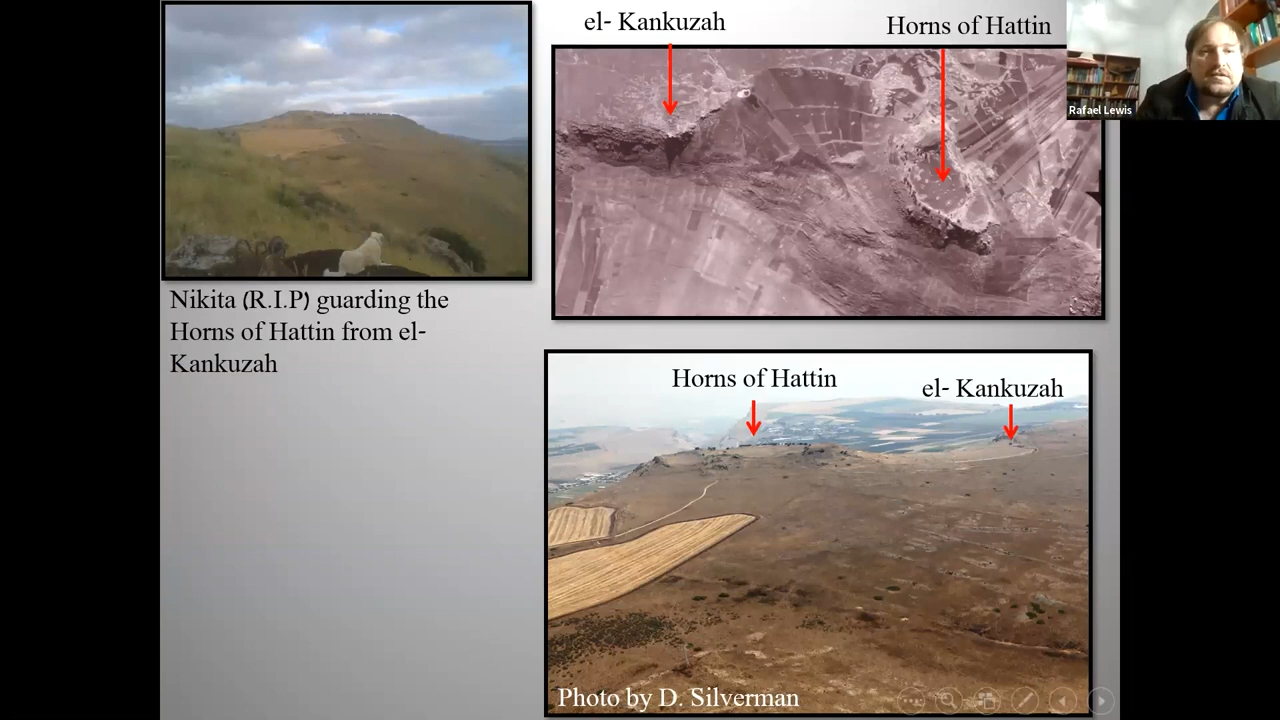 el- Kankuzah
Horns of Hattin
Rafael Lewis
Nikita (R.I.P) guarding the
Horns of Hattin from el-
Kankuzah
Horns of Hattin
el- Kankuzah
Photo by D. Silverman